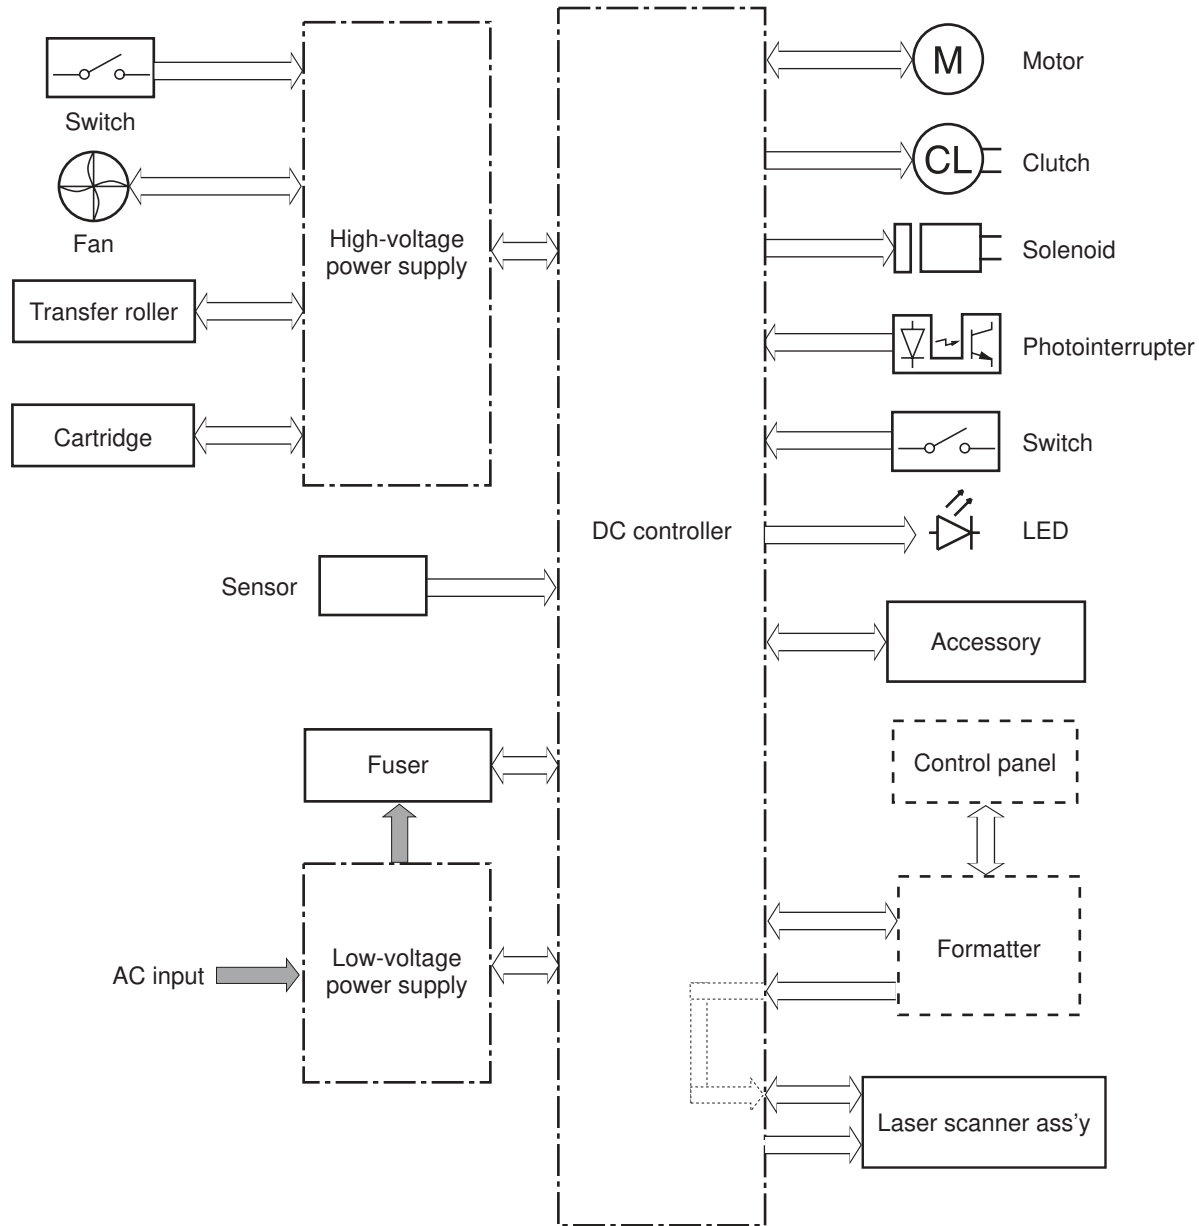 Switch
Fan
Transfer roller
Cartridge
High-voltage
power supply
Sensor
Fuser
AC input
Low-voltage
power supply
DC controller
M
Motor
CL
Clutch
Solenoid
Photointerrupter
Switch
LED
Accessory
Control panel
Formatter
Laser scanner ass'y